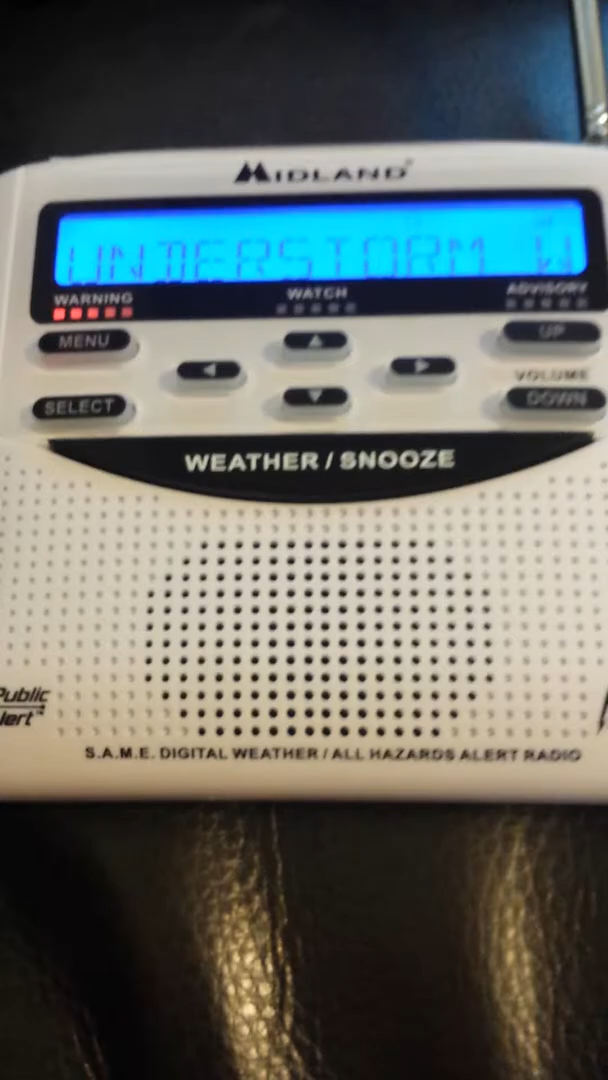 MIDLAND
UNDERSTORM W
WARNING WATCH ADVISORY
MENU UP
VOLUME
SELECT DOWN
WEATHER / SNOOZE
Public
lert™
S.A.M.E. DIGITAL WEATHER / ALL HAZARDS ALERT RADIO